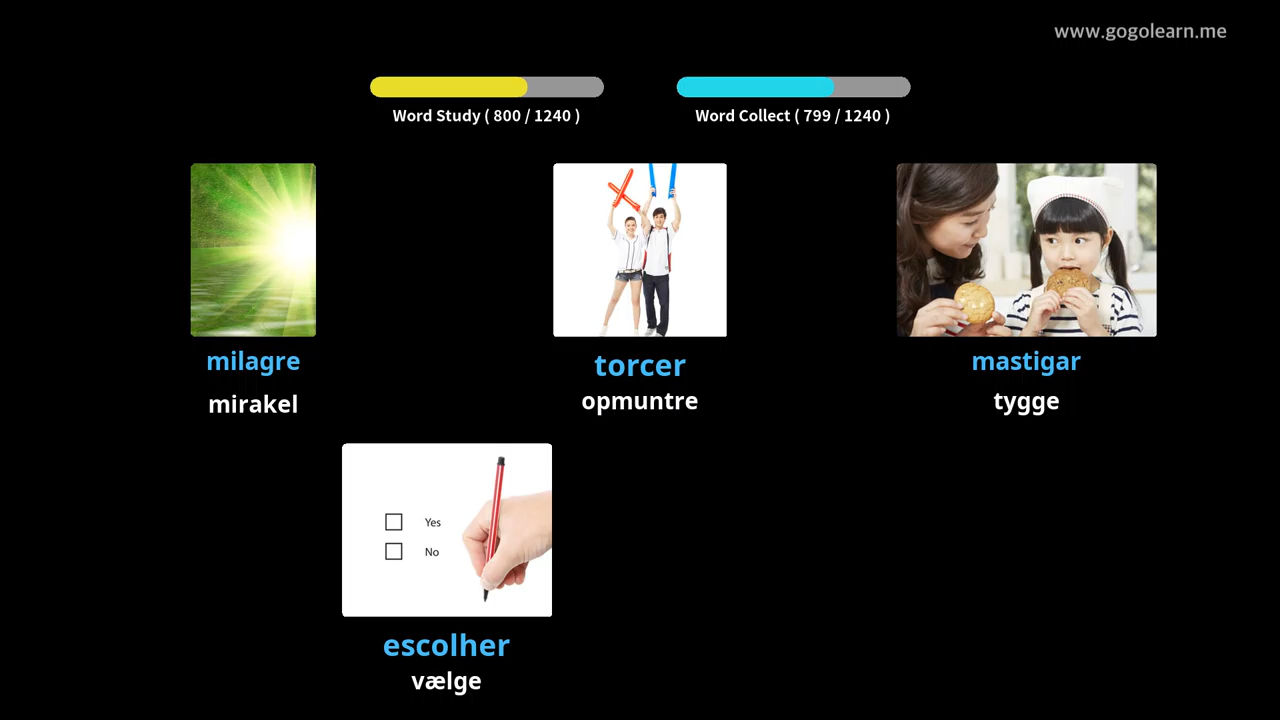 www.gogolearn.me
Word Study ( 800 / 1240 )
Word Collect ( 799 / 1240 )
milagre
mirakel
torcer
opmuntre
mastigar
tygge
Yes
No
escolher
vælge